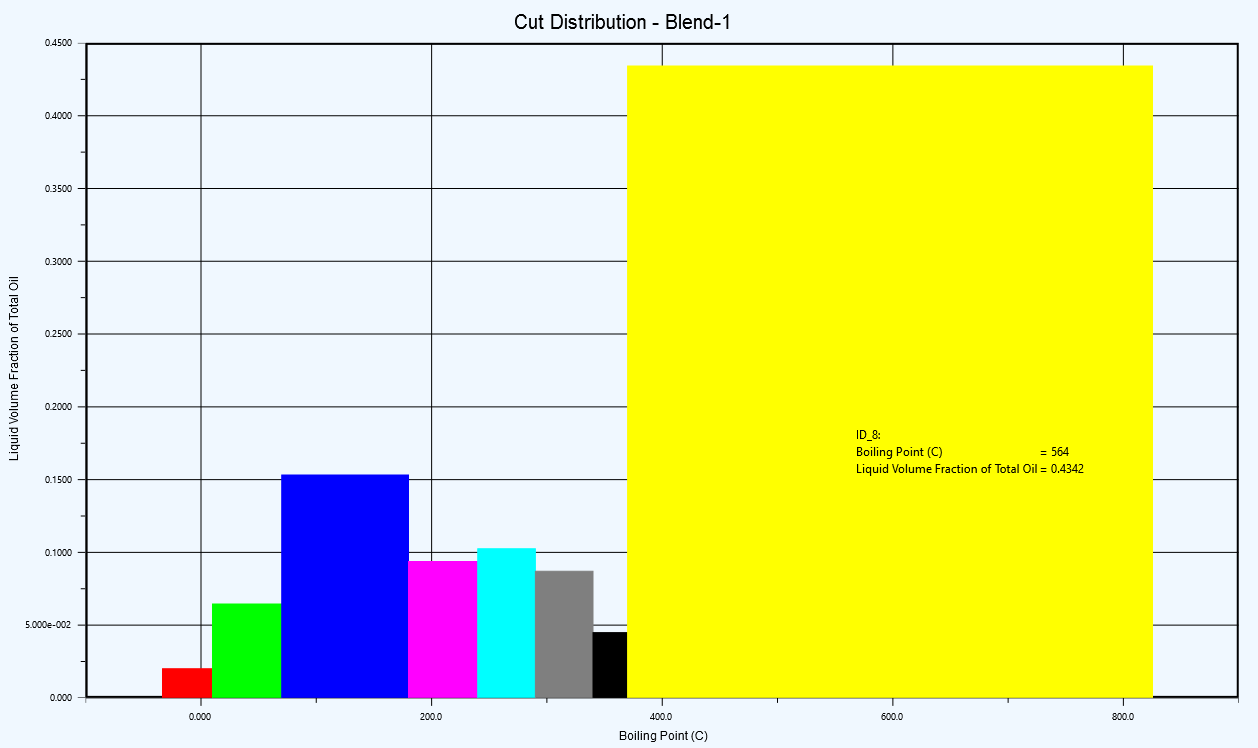 Cut Distribution - Blend-1
0.4500
0.4000
0.3500
0.3000
0.2500
0.2000
0.1500
0.1000
5.000e-002
0.000
Liquid Volume Fraction of Total Oil
ID_8:
Boiling Point (C) = 564
Liquid Volume Fraction of Total Oil = 0.4342
0.000 200.0 400.0 600.0 800.0
Boiling Point (C)